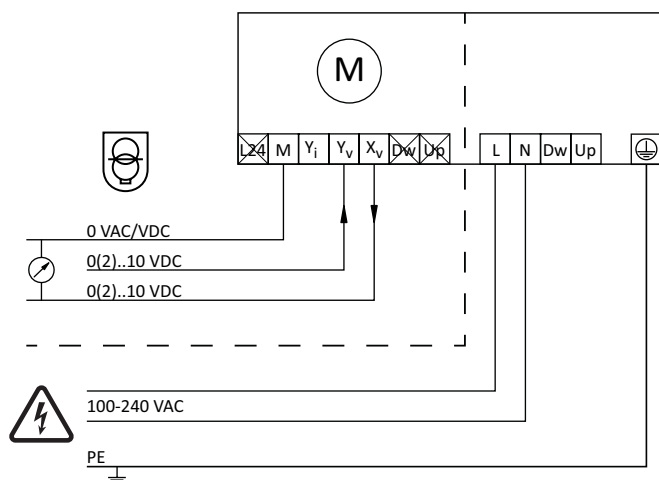 M
L24 M Yi Yv Xv Dw Up L N Dw Up
0 VAC/VDC
0(2)..10 VDC
0(2)..10 VDC
100-240 VAC
PE